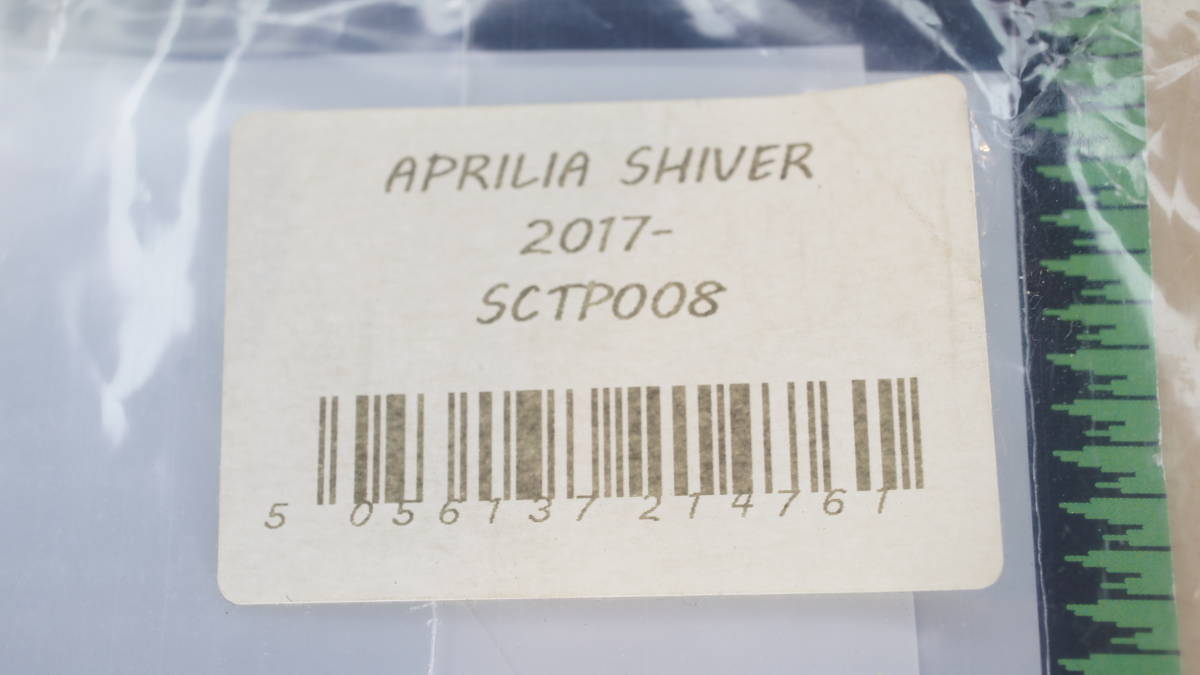 APRILIA SHIVER
2017-
SCTP008
5 056137 214761